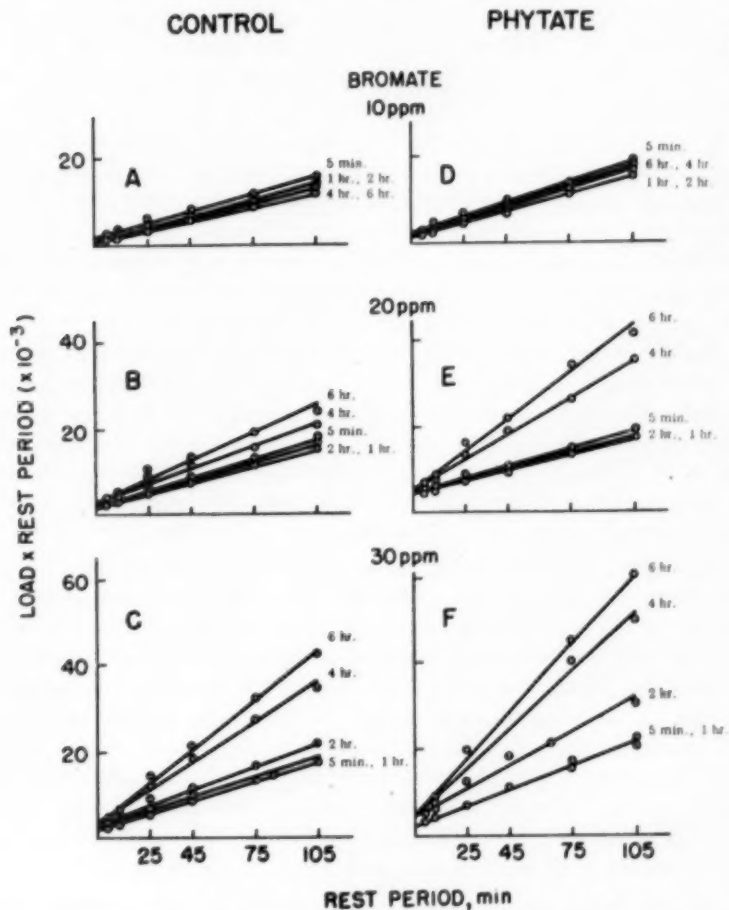 CONTROL
PHYTATE
BROMATE
10ppm
20
A
5 min.
1 hr., 2 hr.
4 hr., 6 hr.
D
5 min.
6 hr., 4 hr.
1 hr., 2 hr.
20ppm
40
20
B
6 hr.
4 hr.
5 min.
2 hr., 1 hr.
E
6 hr.
4 hr.
5 min.
2 hr., 1 hr.
30ppm
60
40
20
C
6 hr.
4 hr.
2 hr.
5 min., 1 hr.
F
6 hr.
4 hr.
2 hr.
5 min., 1 hr.
LOAD x REST PERIOD (x 10⁻³)
25 45 75 105
25 45 75 105
REST PERIOD, min